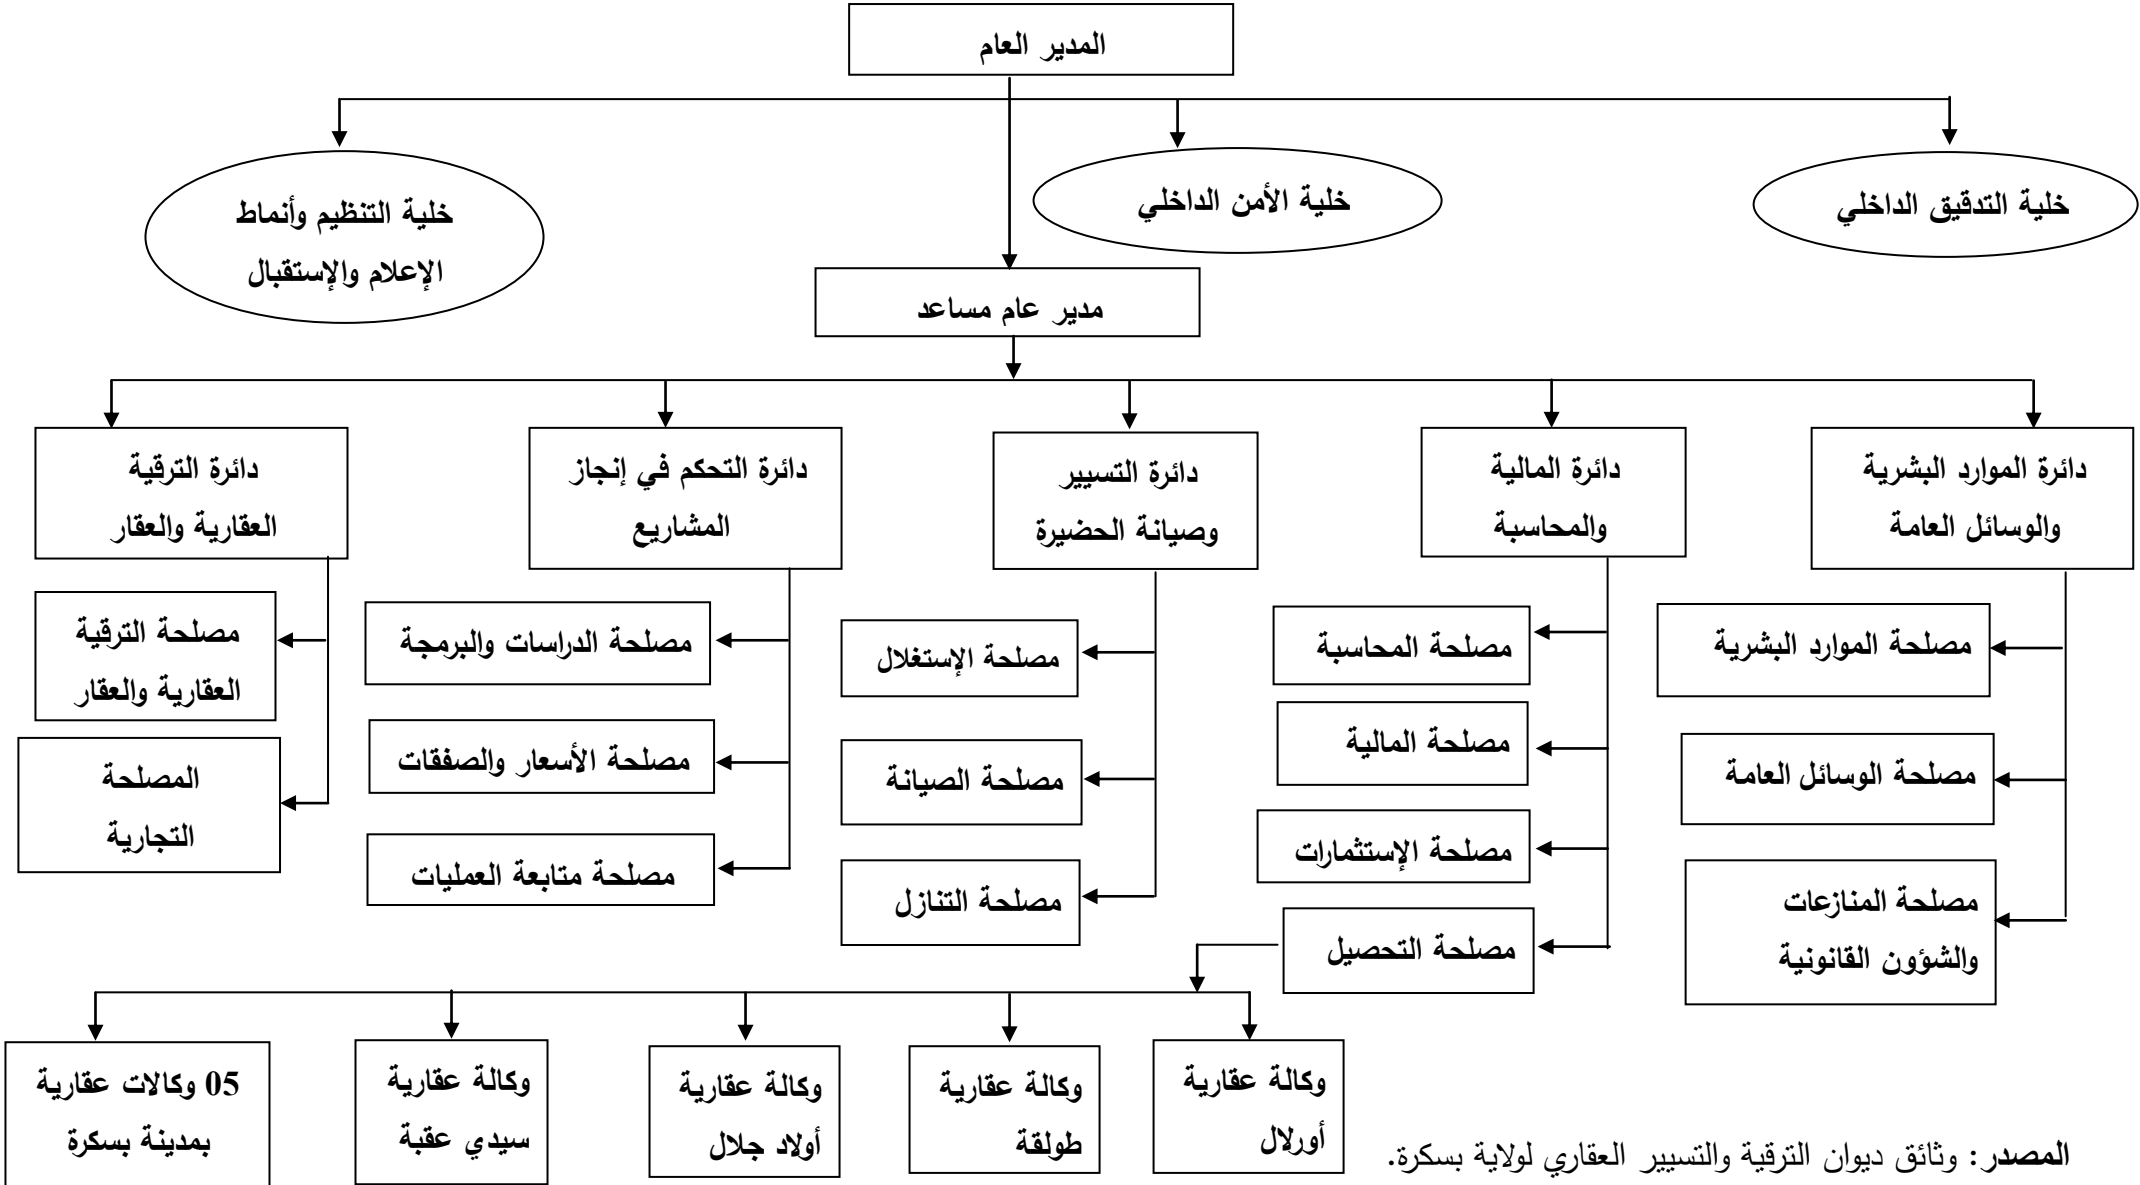 المدير العام
خلية التدقيق الداخلي
خلية الأمن الداخلي
خلية التنظيم وأنماط
الإعلام والإستقبال
مدير عام مساعد
دائرة الموارد البشرية
والوسائل العامة
دائرة المالية
والمحاسبة
دائرة التسيير
وصيانة الحضيرة
دائرة التحكم في إنجاز
المشاريع
دائرة الترقية
العقارية والعقار
مصلحة الموارد البشرية
مصلحة الوسائل العامة
مصلحة المنازعات
والشؤون القانونية
مصلحة المحاسبة
مصلحة المالية
مصلحة الإستثمارات
مصلحة التحصيل
مصلحة الإستغلال
مصلحة الصيانة
مصلحة التنازل
مصلحة الدراسات والبرمجة
مصلحة الأسعار والصفقات
مصلحة متابعة العمليات
مصلحة الترقية
العقارية والعقار
المصلحة
التجارية
وكالة عقارية
أورلال
وكالة عقارية
طولقة
وكالة عقارية
أولاد جلال
وكالة عقارية
سيدي عقبة
05 وكالات عقارية
بمدينة بسكرة
المصدر: وثائق ديوان الترقية والتسيير العقاري لولاية بسكرة.